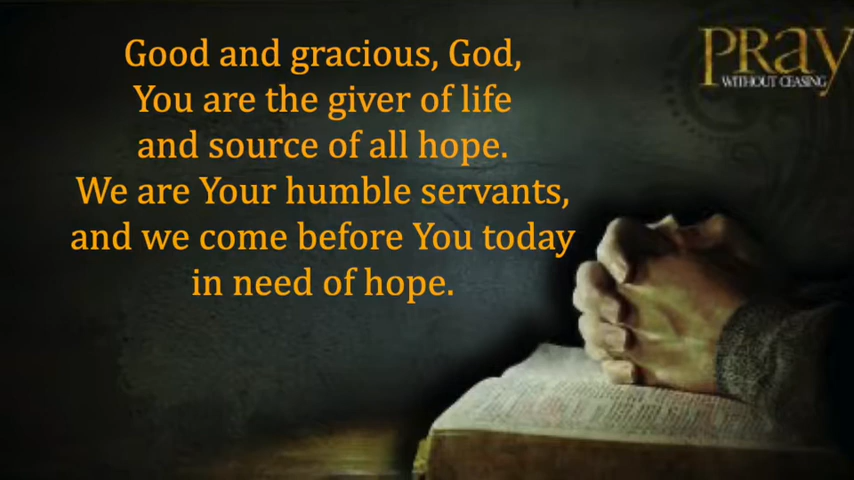 Good and gracious, God,
You are the giver of life
and source of all hope.
We are Your humble servants,
and we come before You today
in need of hope.
PRay
WITHOUT CEASING